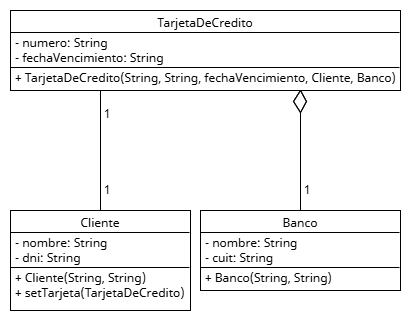 TarjetaDeCredito
- numero: String
- fechaVencimiento: String
+ TarjetaDeCredito(String, String, fechaVencimiento, Cliente, Banco)
1
1
1
Cliente
- nombre: String
- dni: String
+ Cliente(String, String)
+ setTarjeta(TarjetaDeCredito)
Banco
- nombre: String
- cuit: String
+ Banco(String, String)